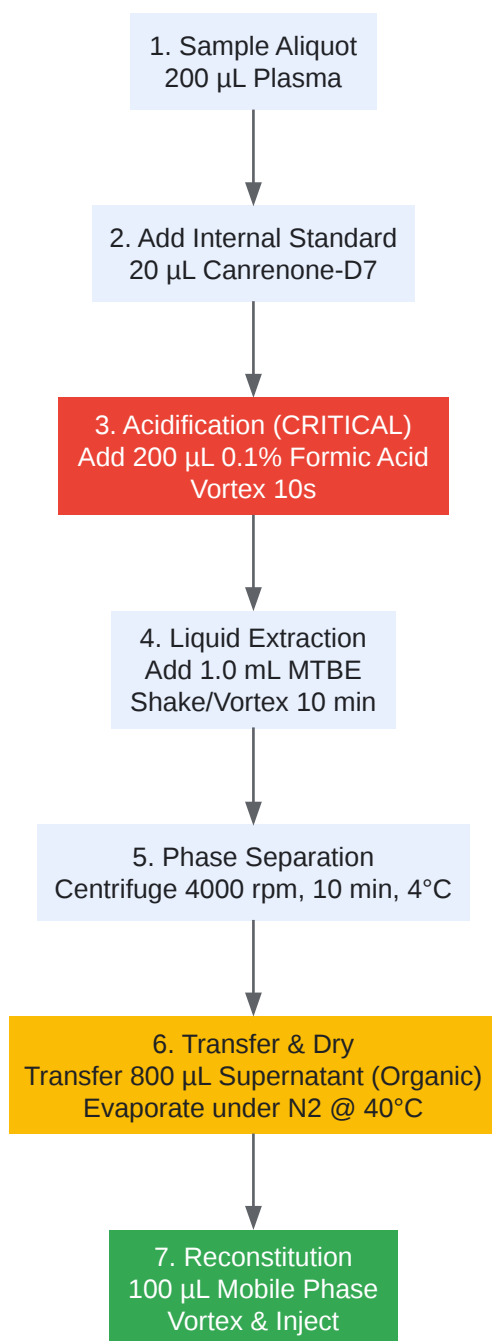 1. Sample Aliquot
200 µL Plasma
2. Add Internal Standard
20 µL Canrenone-D7
3. Acidification (CRITICAL)
Add 200 µL 0.1% Formic Acid
Vortex 10s
4. Liquid Extraction
Add 1.0 mL MTBE
Shake/Vortex 10 min
5. Phase Separation
Centrifuge 4000 rpm, 10 min, 4°C
6. Transfer & Dry
Transfer 800 µL Supernatant (Organic)
Evaporate under N2 @ 40°C
7. Reconstitution
100 µL Mobile Phase
Vortex & Inject